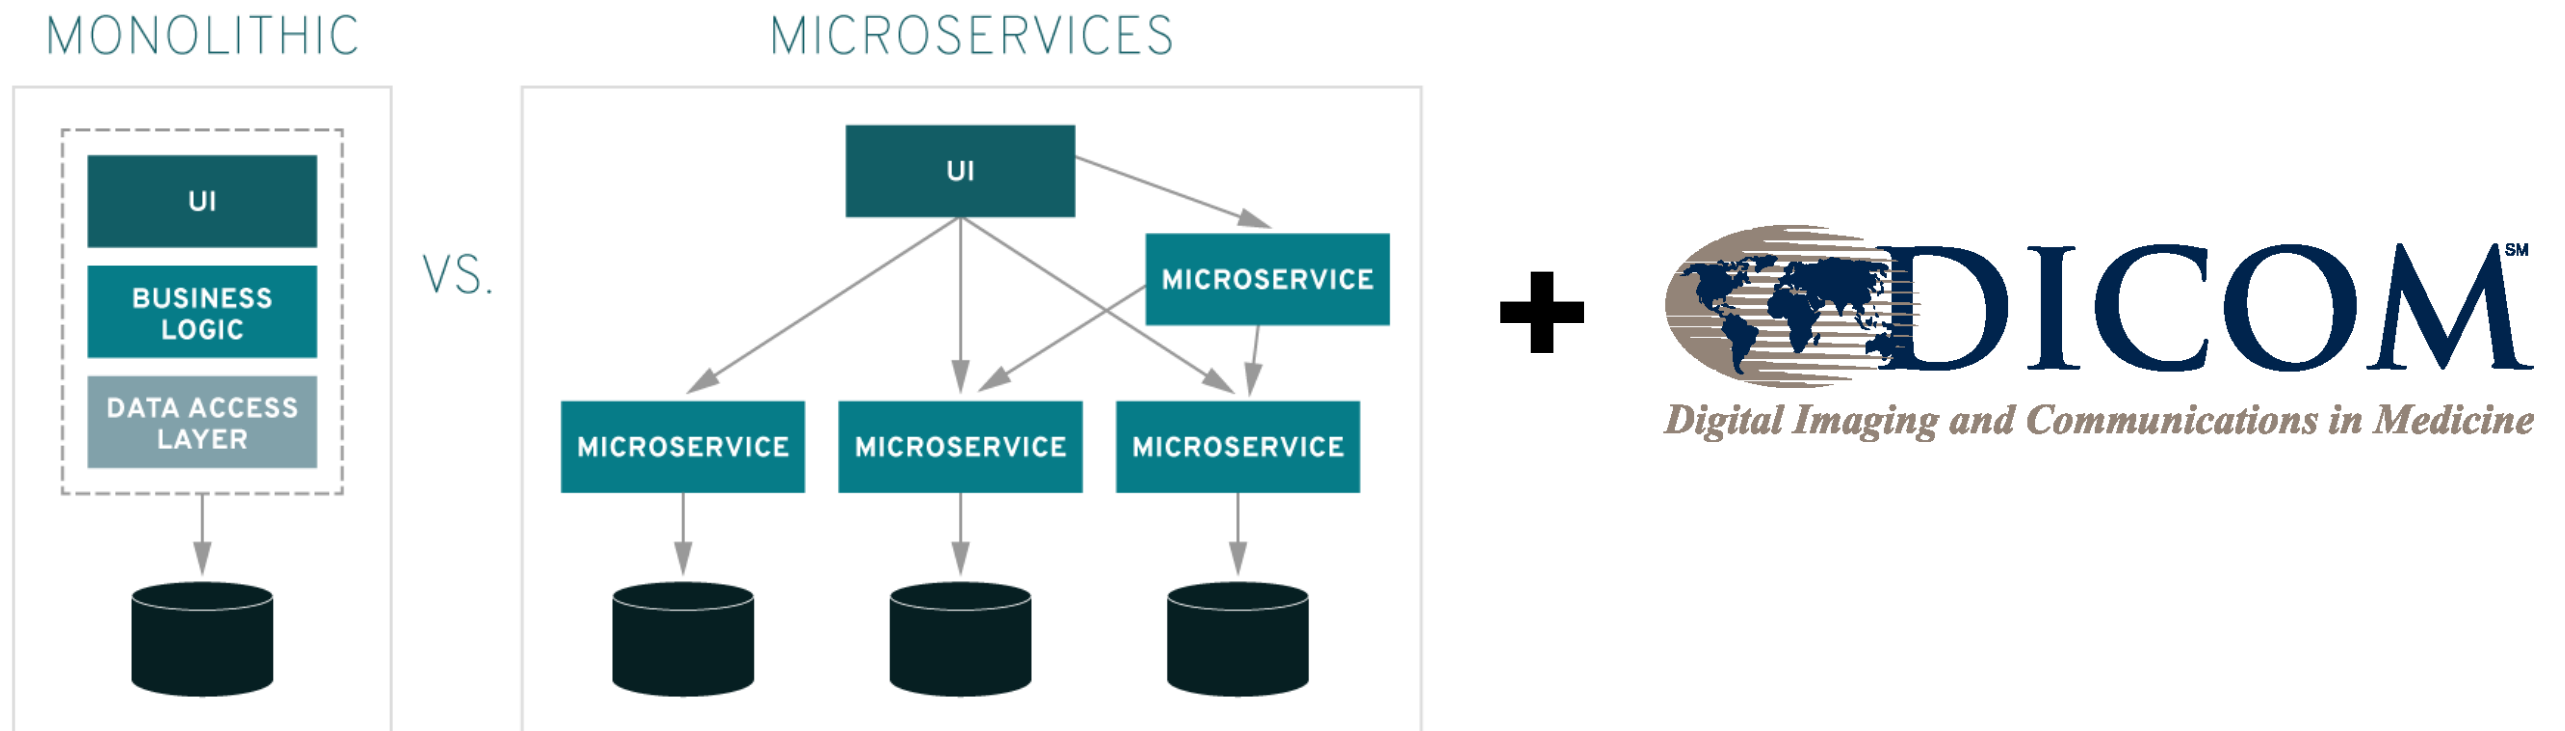 MONOLITHIC
MICROSERVICES
UI
BUSINESS
LOGIC
DATA ACCESS
LAYER
VS.
UI
MICROSERVICE
MICROSERVICE
MICROSERVICE
MICROSERVICE
+
DICOM SM
Digital Imaging and Communications in Medicine